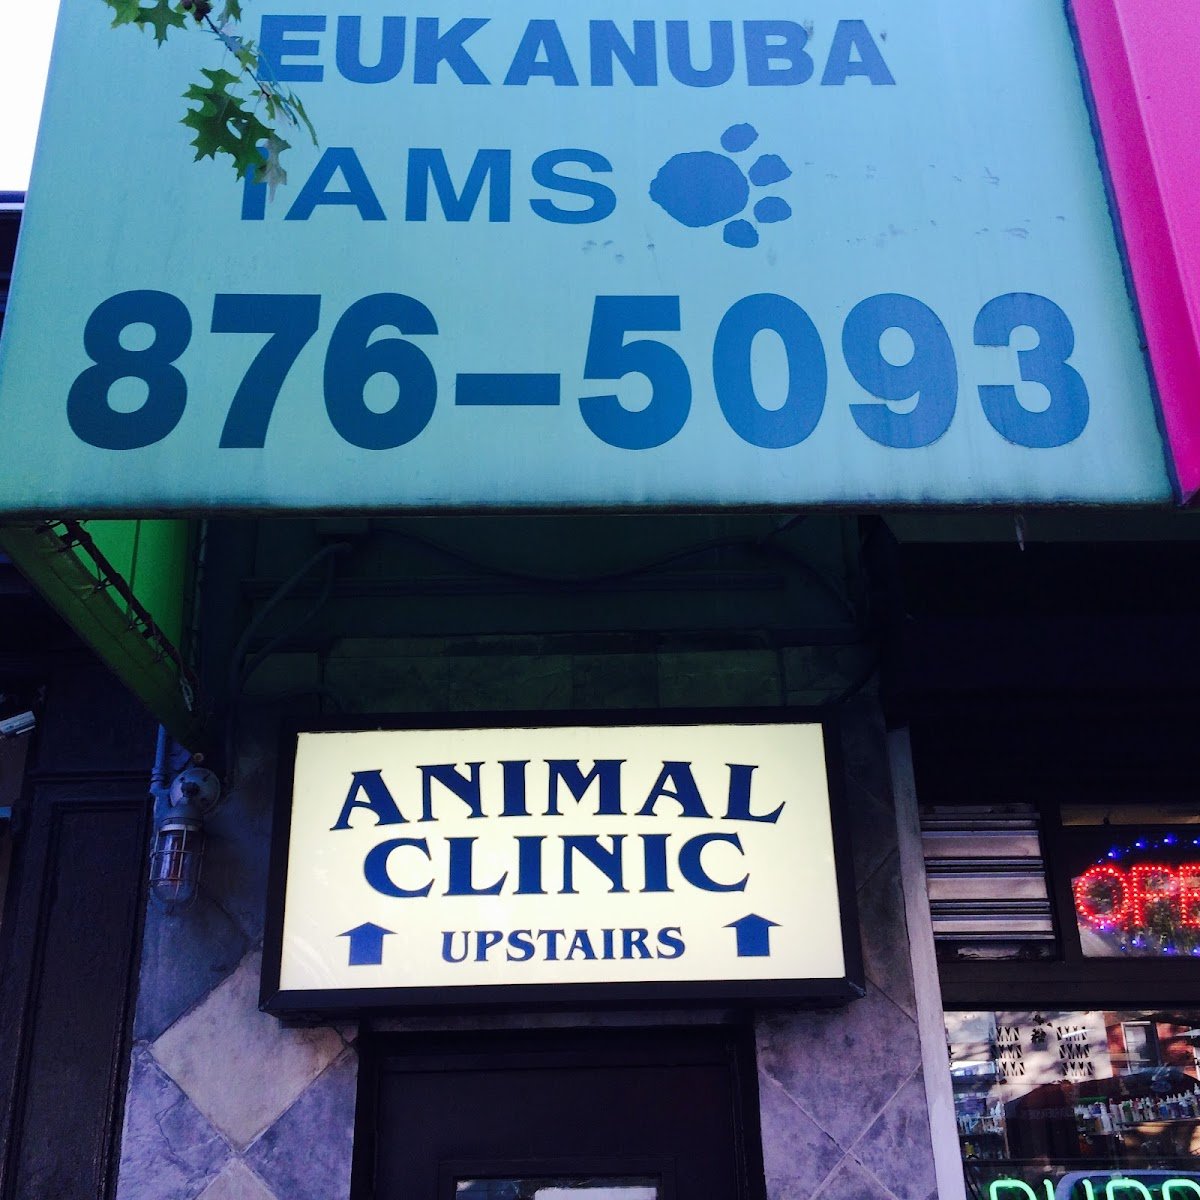 EUKANUBA
IAMS
876-5093
ANIMAL
CLINIC
UPSTAIRS